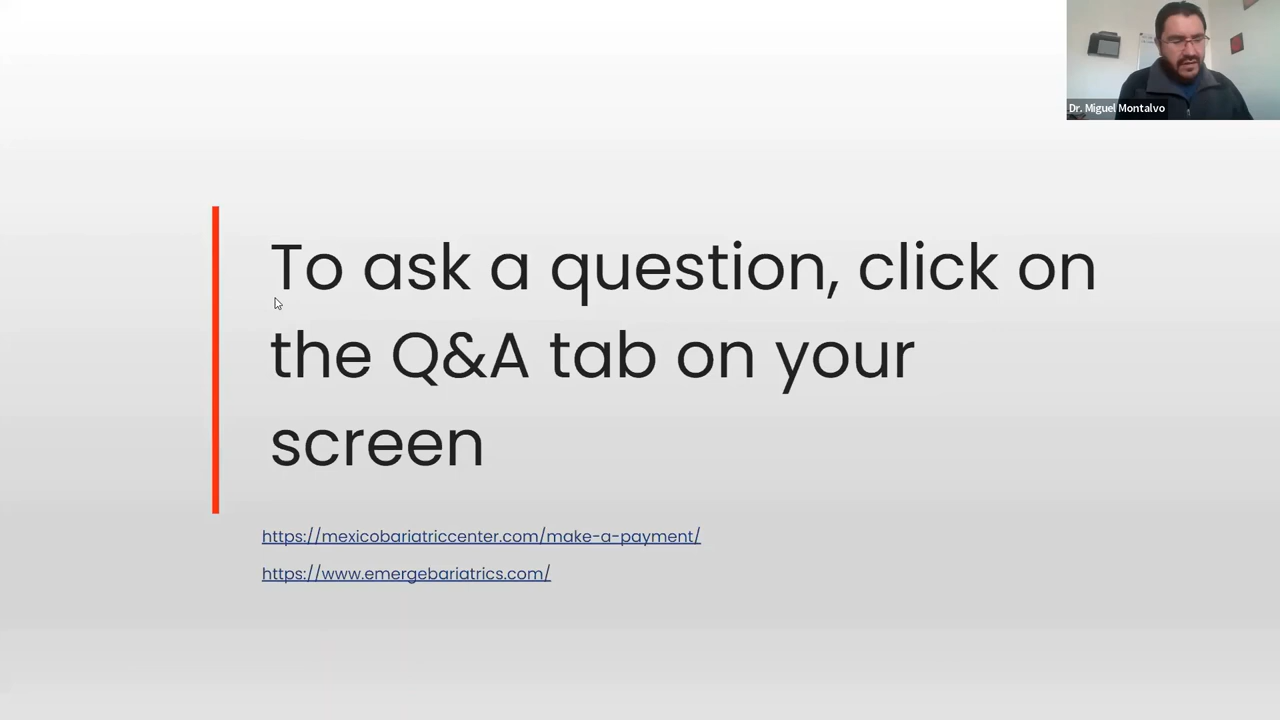 Dr. Miguel Montalvo
To ask a question, click on
the Q&A tab on your
screen
https://mexicobariatriccenter.com/make-a-payment/
https://www.emergebariatrics.com/